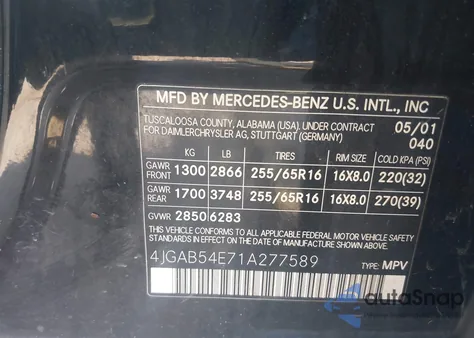 MFD BY MERCEDES-BENZ U.S. INTL., INC
TUSCALOOSA COUNTY, ALABAMA (USA). UNDER CONTRACT
FOR DAIMLERCHRYSLER AG, STUTTGART (GERMANY)
05/01
040
KG LB TIRES RIM SIZE COLD KPA (PSI)
GAWR FRONT 1300 2866 255/65R16 16X8.0 220(32)
GAWR REAR 1700 3748 255/65R16 16X8.0 270(39)
GVWR 2850 6283
THIS VEHICLE CONFORMS TO ALL APPLICABLE FEDERAL
MOTOR VEHICLE SAFETY STANDARDS IN EFFECT ON THE
DATE OF MANUFACTURE SHOWN ABOVE.
4JGAB54E71A277589 TYPE: MPV
autoSnap